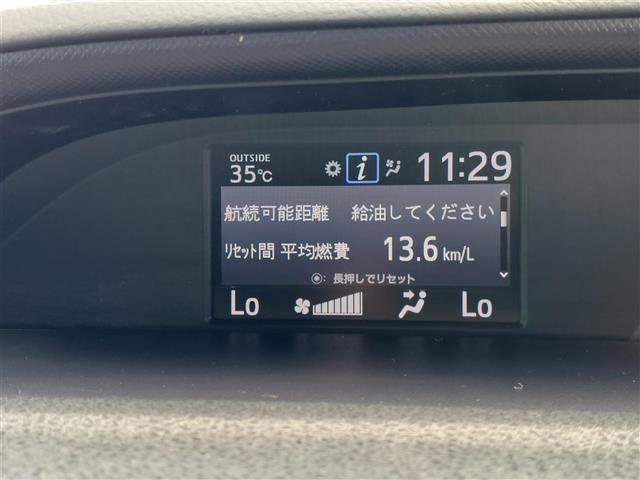 OUTSIDE
35℃
11:29
航続可能距離 給油してください
リセット間 平均燃費 13.6 km/L
◉: 長押しでリセット
Lo Lo